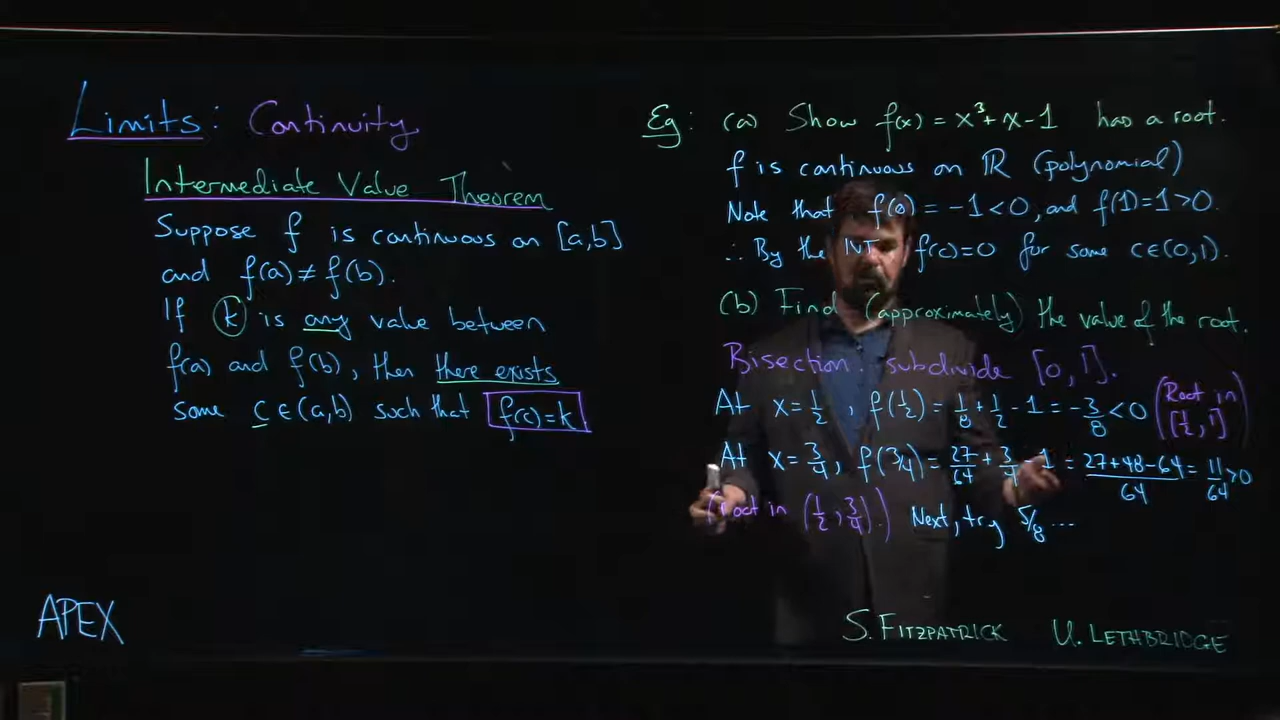 Limits: Continuity
Intermediate Value Theorem
Suppose f is continuous on [a,b]
and f(a) ≠ f(b).
If k is any value between
f(a) and f(b), then there exists
some c ∈ (a,b) such that f(c)=k
APEX
Eg: (a) Show f(x) = x³+x-1 has a root.
f is continuous on ℝ (polynomial)
Note that f(0) = -1 < 0, and f(1)=1>0.
∴ By the IVT f(c)=0 for some c∈(0,1).
(b) Find (approximately) the value of the root.
Bisection: subdivide [0,1].
At x=1/2, f(1/2) = 1/8 + 1/2 - 1 = -3/8 < 0 (Root in [1/2,1])
At x=3/4, f(3/4) = 27/64 + 3/4 - 1 = (27+48-64)/64 = 11/64 >0
(Root in (1/2, 3/4).) Next, try 5/8 ...
S. FITZPATRICK U. LETHBRIDGE